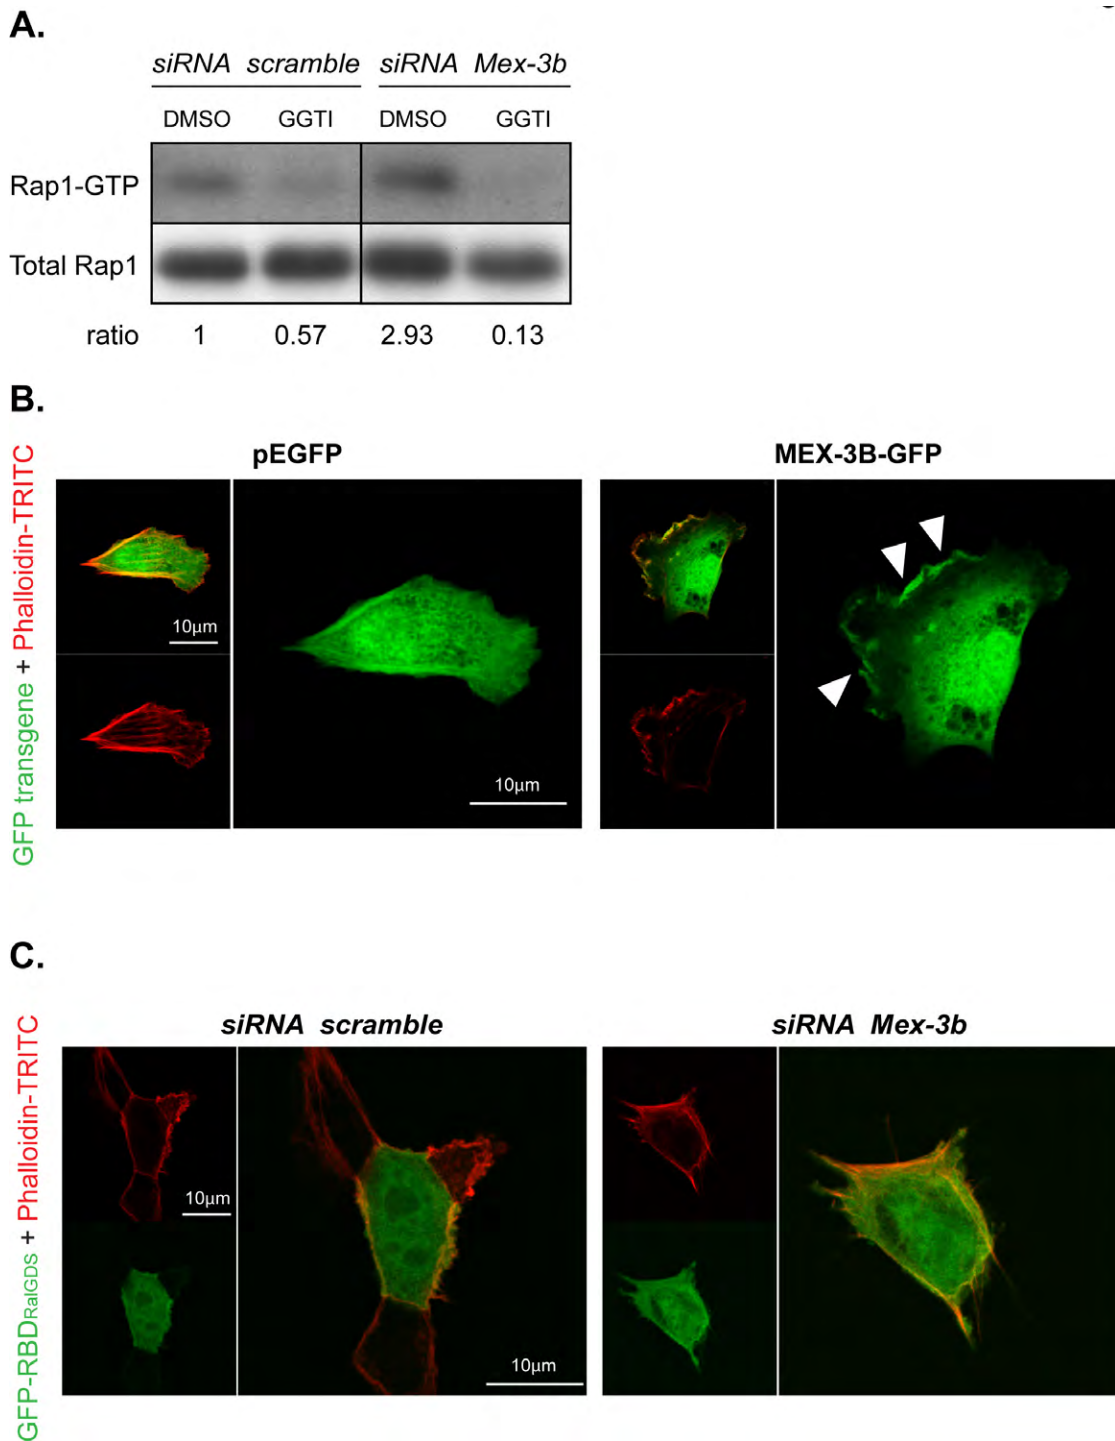 A.
siRNA scramble siRNA Mex-3b
DMSO GGTI DMSO GGTI
Rap1-GTP
Total Rap1
ratio 1 0.57 2.93 0.13
B.
pEGFP MEX-3B-GFP
GFP transgene + Phalloidin-TRITC
10µm
10µm
C.
siRNA scramble siRNA Mex-3b
GFP-RBDRalGDS + Phalloidin-TRITC
10µm
10µm